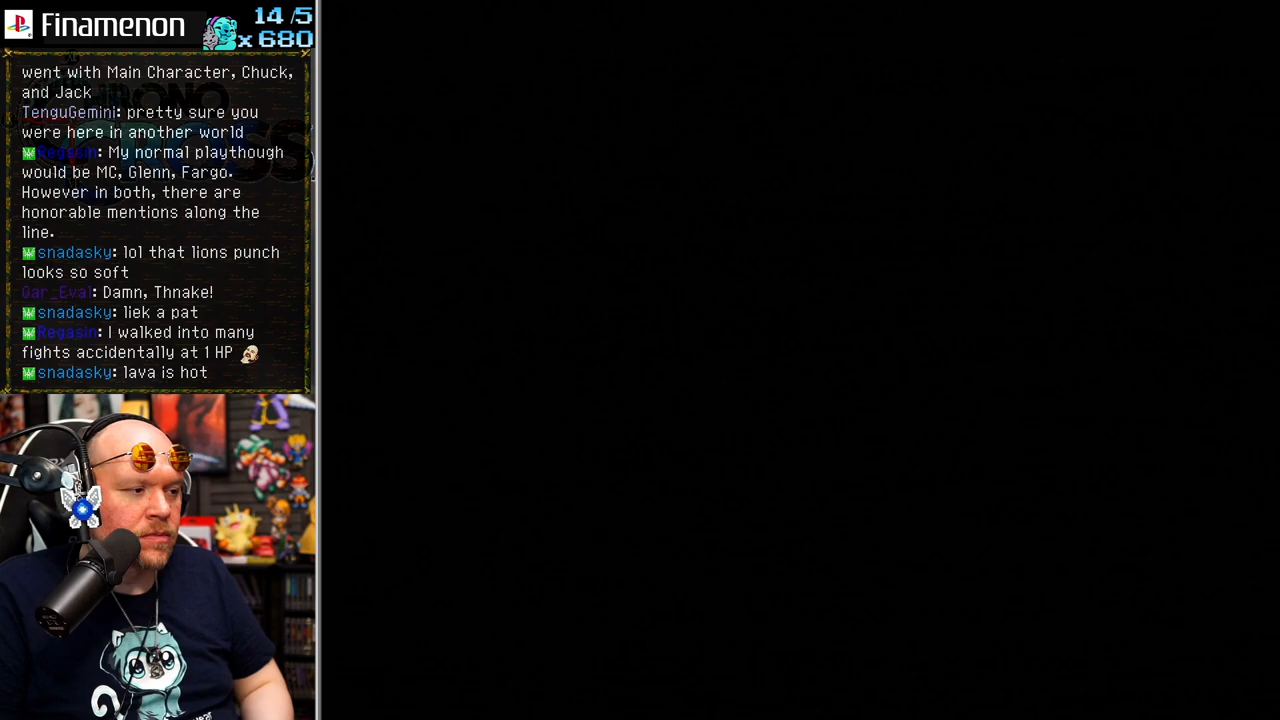 Finamenon
14/5
x 680
went with Main Character, Chuck,
and Jack
TenguGemini: pretty sure you
were here in another world
Regasin: My normal playthough
would be MC, Glenn, Fargo.
However in both, there are
honorable mentions along the
line.
snadasky: lol that lions punch
looks so soft
Oar_Eval: Damn, Thnake!
snadasky: liek a pat
Regasin: I walked into many
fights accidentally at 1 HP
snadasky: lava is hot